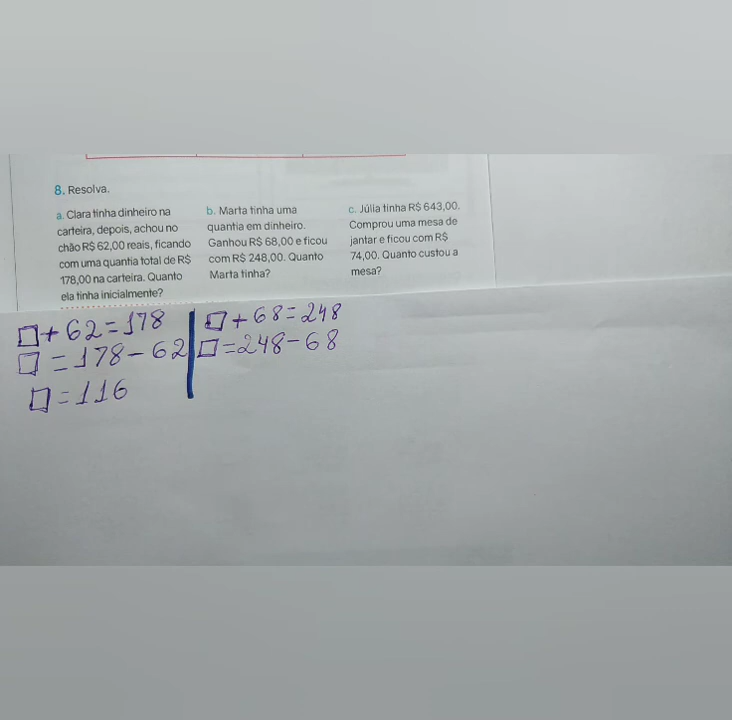 8. Resolva.
a. Clara tinha dinheiro na
carteira, depois, achou no
chão R$ 62,00 reais, ficando
com uma quantia total de R$
178,00 na carteira. Quanto
ela tinha inicialmente?
b. Marta tinha uma
quantia em dinheiro.
Ganhou R$ 68,00 e ficou
com R$ 248,00. Quanto
Marta tinha?
c. Júlia tinha R$ 643,00.
Comprou uma mesa de
jantar e ficou com R$
74,00. Quanto custou a
mesa?
□+62=178
□=178-62
□=116
□+68=248
□=248-68